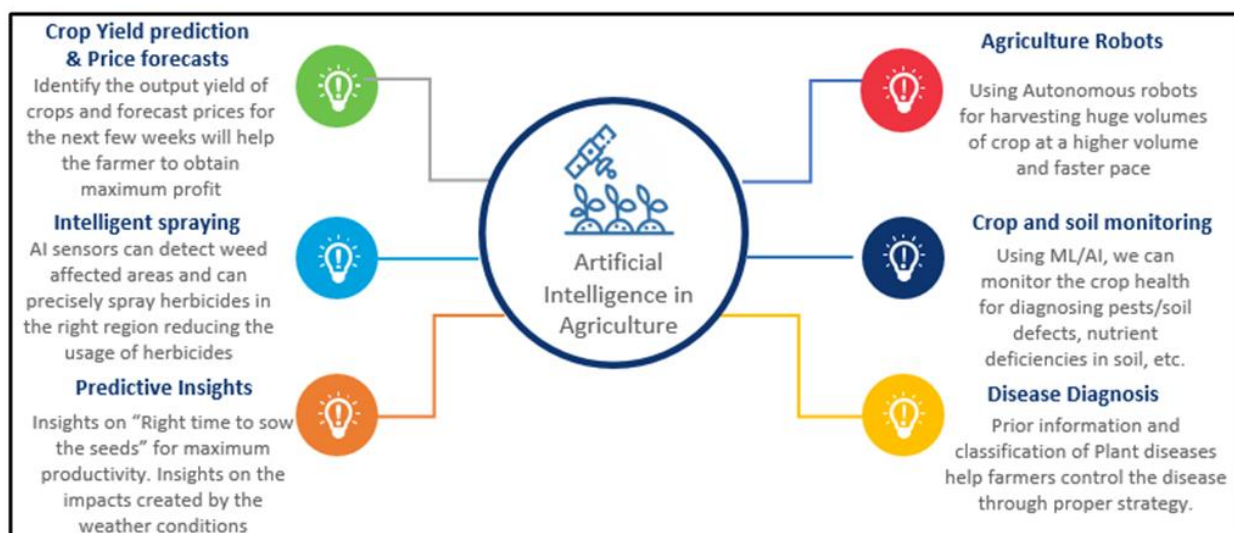 Crop Yield prediction
& Price forecasts
Identify the output yield of
crops and forecast prices for
the next few weeks will help
the farmer to obtain
maximum profit
Intelligent spraying
AI sensors can detect weed
affected areas and can
precisely spray herbicides in
the right region reducing the
usage of herbicides
Predictive Insights
Insights on “Right time to sow
the seeds” for maximum
productivity. Insights on the
impacts created by the
weather conditions
Artificial
Intelligence in
Agriculture
Agriculture Robots
Using Autonomous robots
for harvesting huge volumes
of crop at a higher volume
and faster pace
Crop and soil monitoring
Using ML/AI, we can
monitor the crop health
for diagnosing pests/soil
defects, nutrient
deficiencies in soil, etc.
Disease Diagnosis
Prior information and
classification of Plant diseases
help farmers control the disease
through proper strategy.